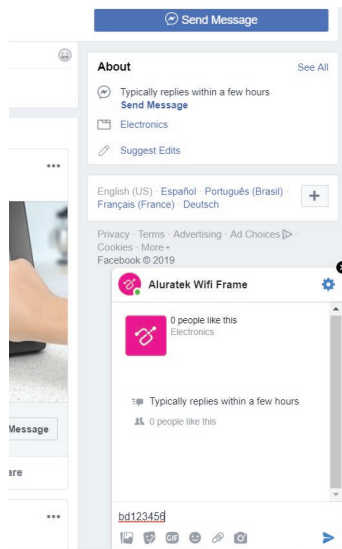 Send Message
About
See All
Typically replies within a few hours
Send Message
Electronics
Suggest Edits
English (US) · Español · Português (Brasil) ·
Français (France) · Deutsch
Privacy · Terms · Advertising · Ad Choices ·
Cookies · More
Facebook © 2019
Aluratek Wifi Frame
0 people like this
Electronics
Message
Typically replies within a few hours
0 people like this
are
bd123456
GIF